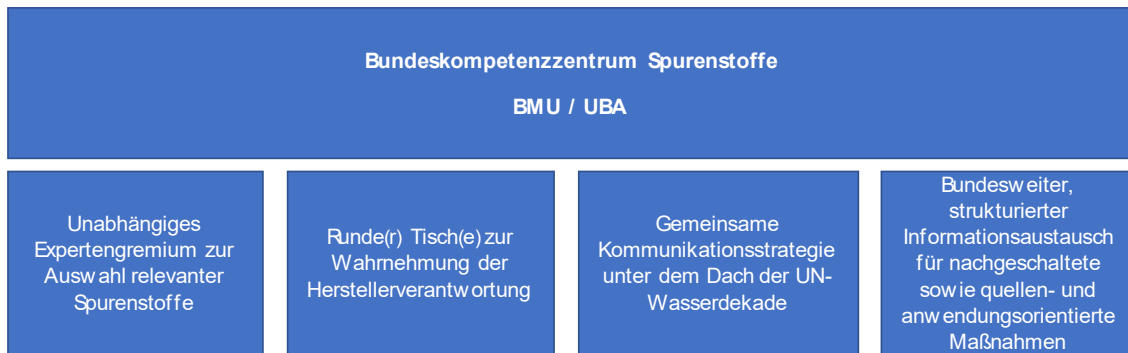 Bundeskompetenzzentrum Spurenstoffe
BMU / UBA
Unabhängiges
Expertengremium zur
Auswahl relevanter
Spurenstoffe
Runde(r) Tisch(e) zur
Wahrnehmung der
Herstellerverantwortung
Gemeinsame
Kommunikationsstrategie
unter dem Dach der UN-
Wasserdekade
Bundesweiter,
strukturierter
Informationsaustausch
für nachgeschaltete
sowie quellen- und
anwendungsorientierte
Maßnahmen